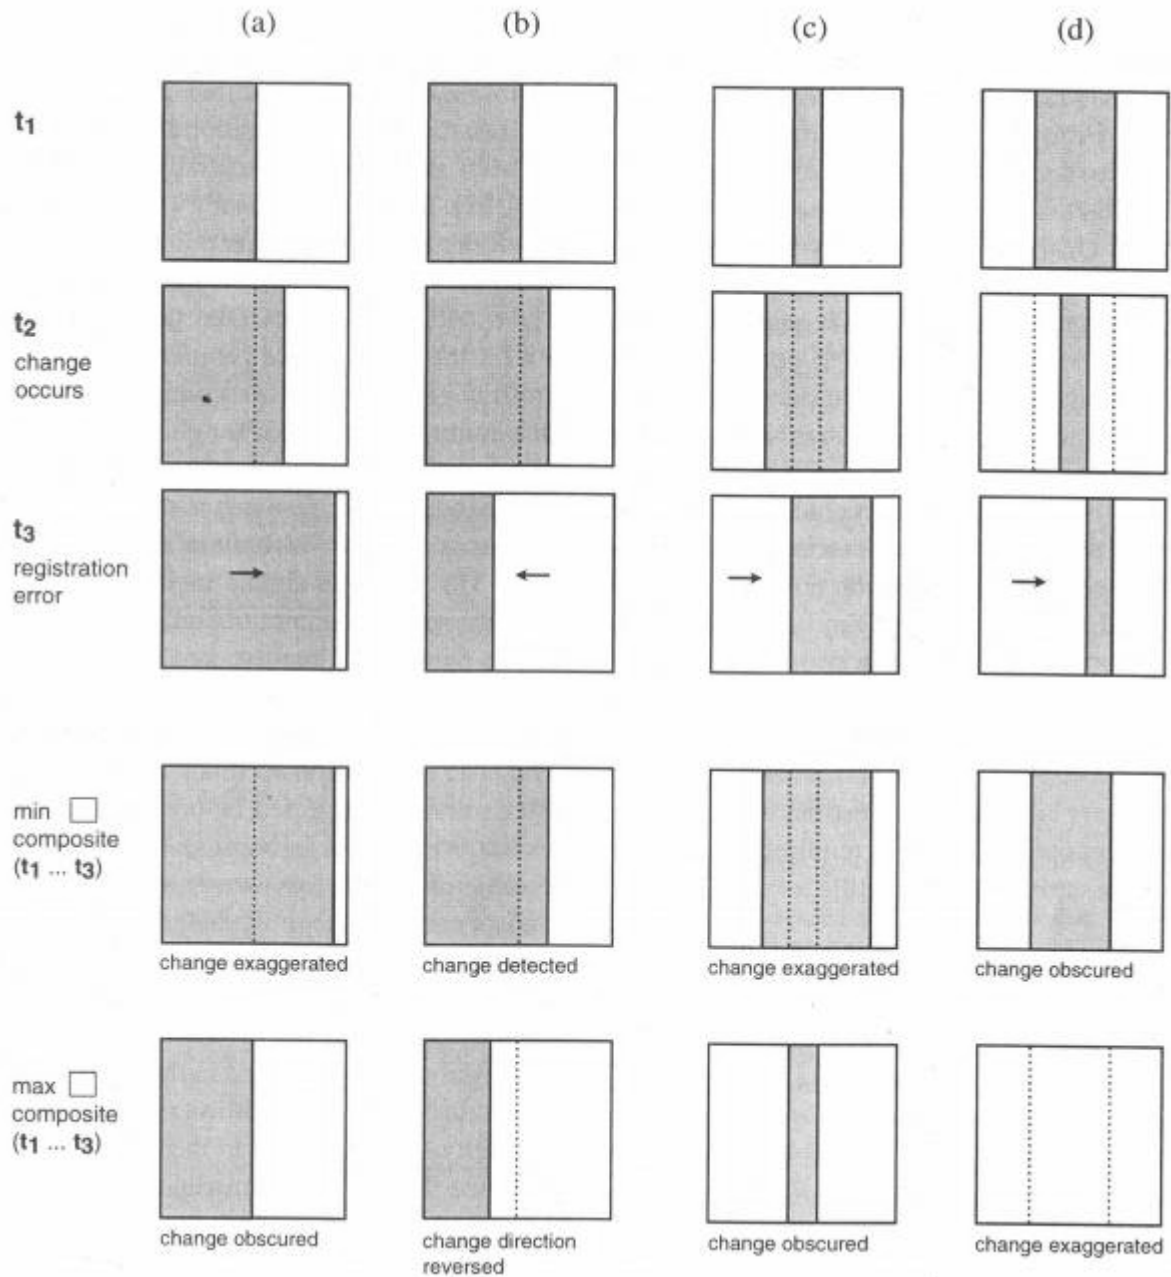 (a) (b) (c) (d)
t1
t2
change
occurs
t3
registration
error
min
composite
(t1 ... t3)
change exaggerated change detected change exaggerated change obscured
max
composite
(t1 ... t3)
change obscured change direction change obscured change exaggerated
reversed